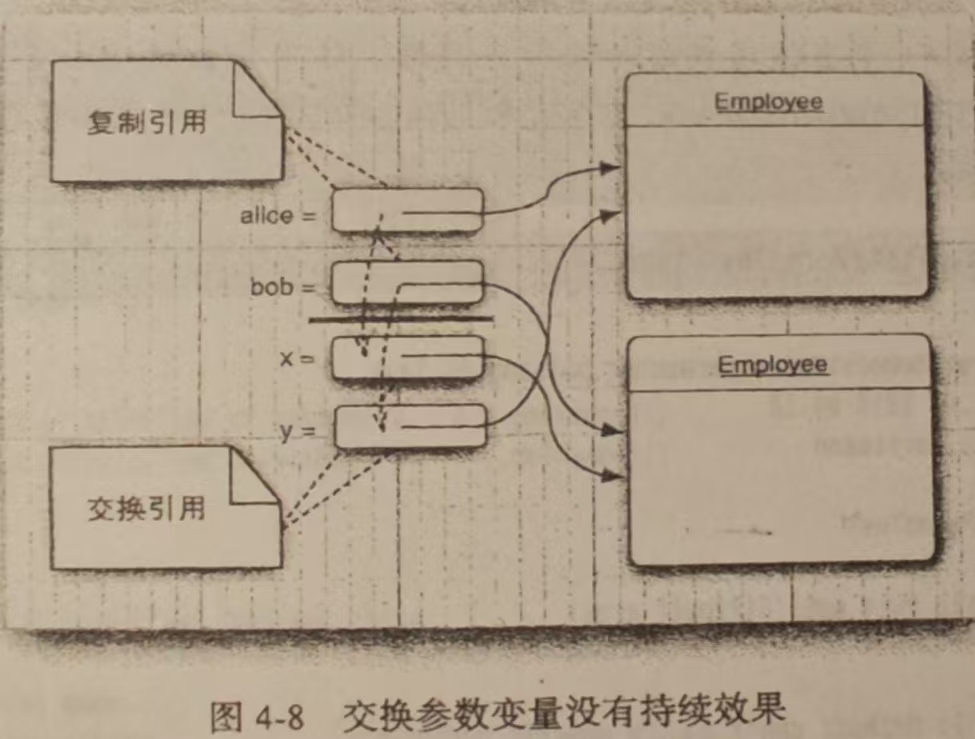 复制引用
Employee
alice =
bob =
x =
Employee
y =
交换引用
图 4-8 交换参数变量没有持续效果